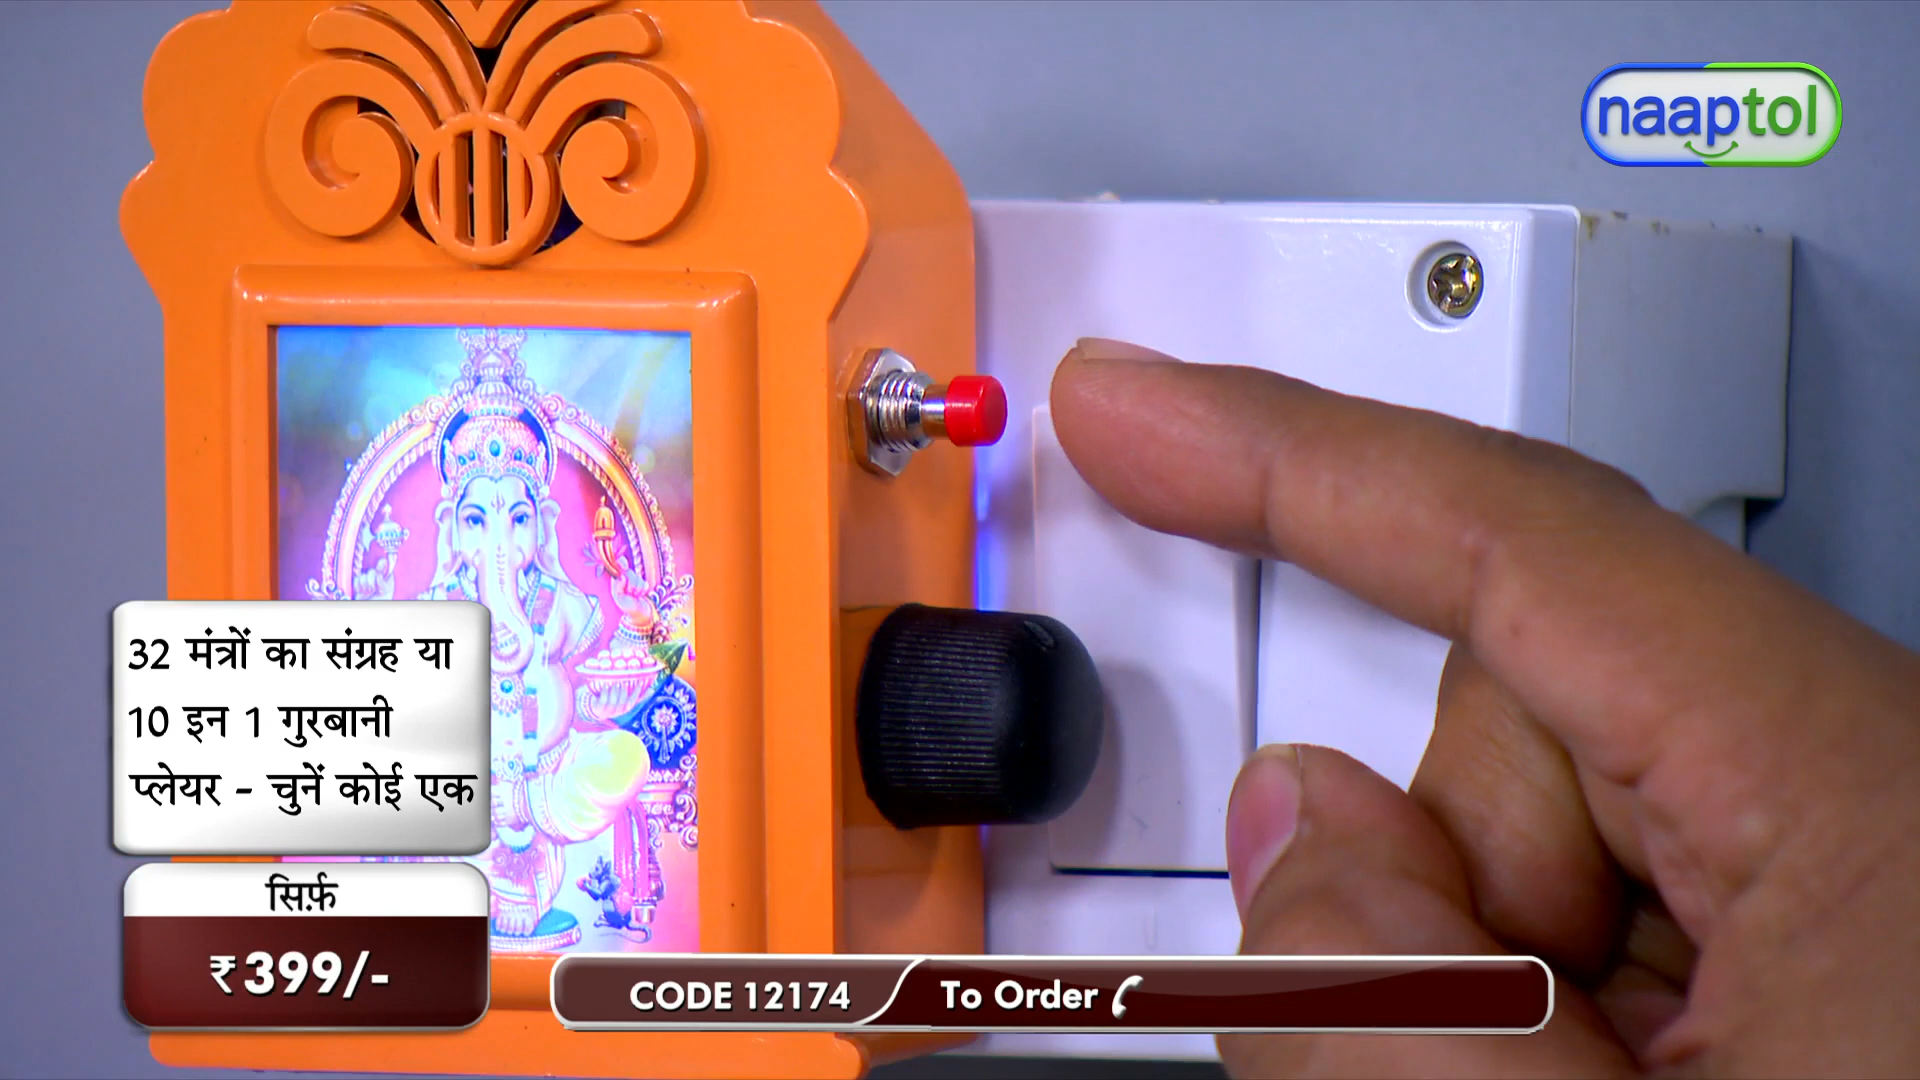 naaptol
32 मंत्रों का संग्रह या
10 इन 1 गुरबानी
प्लेयर - चुनें कोई एक
सिर्फ़
₹399/-
CODE 12174 To Order